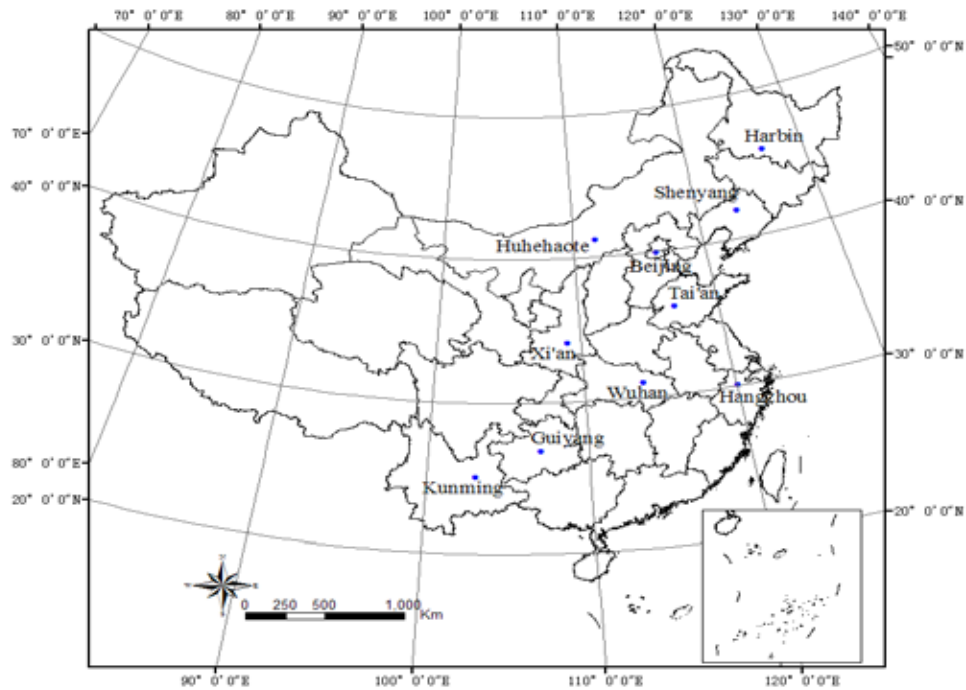 70° 0'0"E 80° 0'0"E 90° 0'0"E 100° 0'0"E 110° 0'0"E 120° 0'0"E 130° 0'0"E 140° 0'0"E
50° 0'0"N
70° 0'0"E
Harbin
40° 0'0"N
Shenyang
40° 0'0"N
Huhehaote
Beijing
Tai'an
30° 0'0"N
Xi'an
30° 0'0"N
Wuhan
Hangzhou
Guiyang
80° 0'0"E
Kunming
20° 0'0"N
20° 0'0"N
0 250 500 1,000
Km
90° 0'0"E 100° 0'0"E 110° 0'0"E 120° 0'0"E